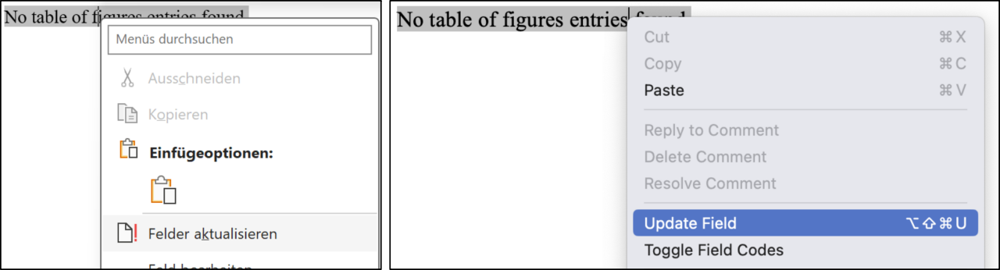 No table of figures entries found.
Menüs durchsuchen
Ausschneiden
Kopieren
Einfügeoptionen:
Felder aktualisieren
Feld bearbeiten
No table of figures entries found.
Cut ⌘X
Copy ⌘C
Paste ⌘V
Reply to Comment
Delete Comment
Resolve Comment
Update Field ⌥⇧⌘U
Toggle Field Codes